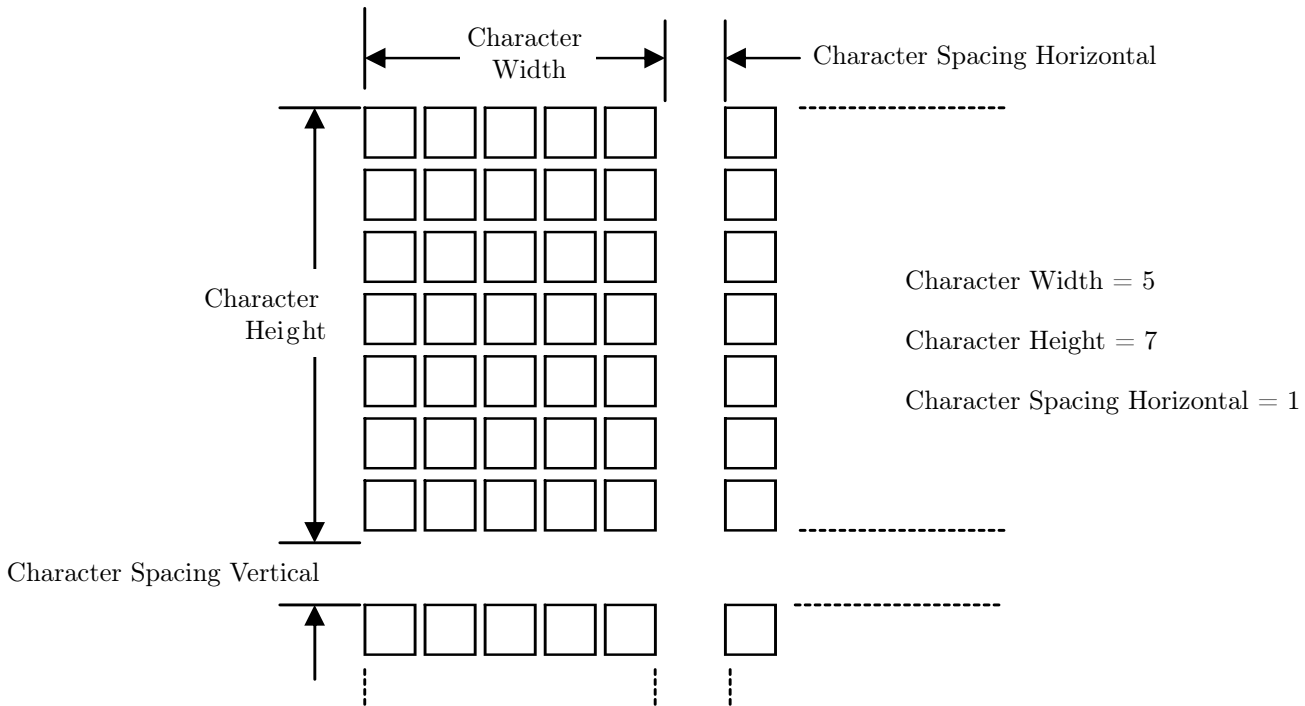 Character
Width
Character Spacing Horizontal
Character
Height
Character Width = 5
Character Height = 7
Character Spacing Horizontal = 1
Character Spacing Vertical